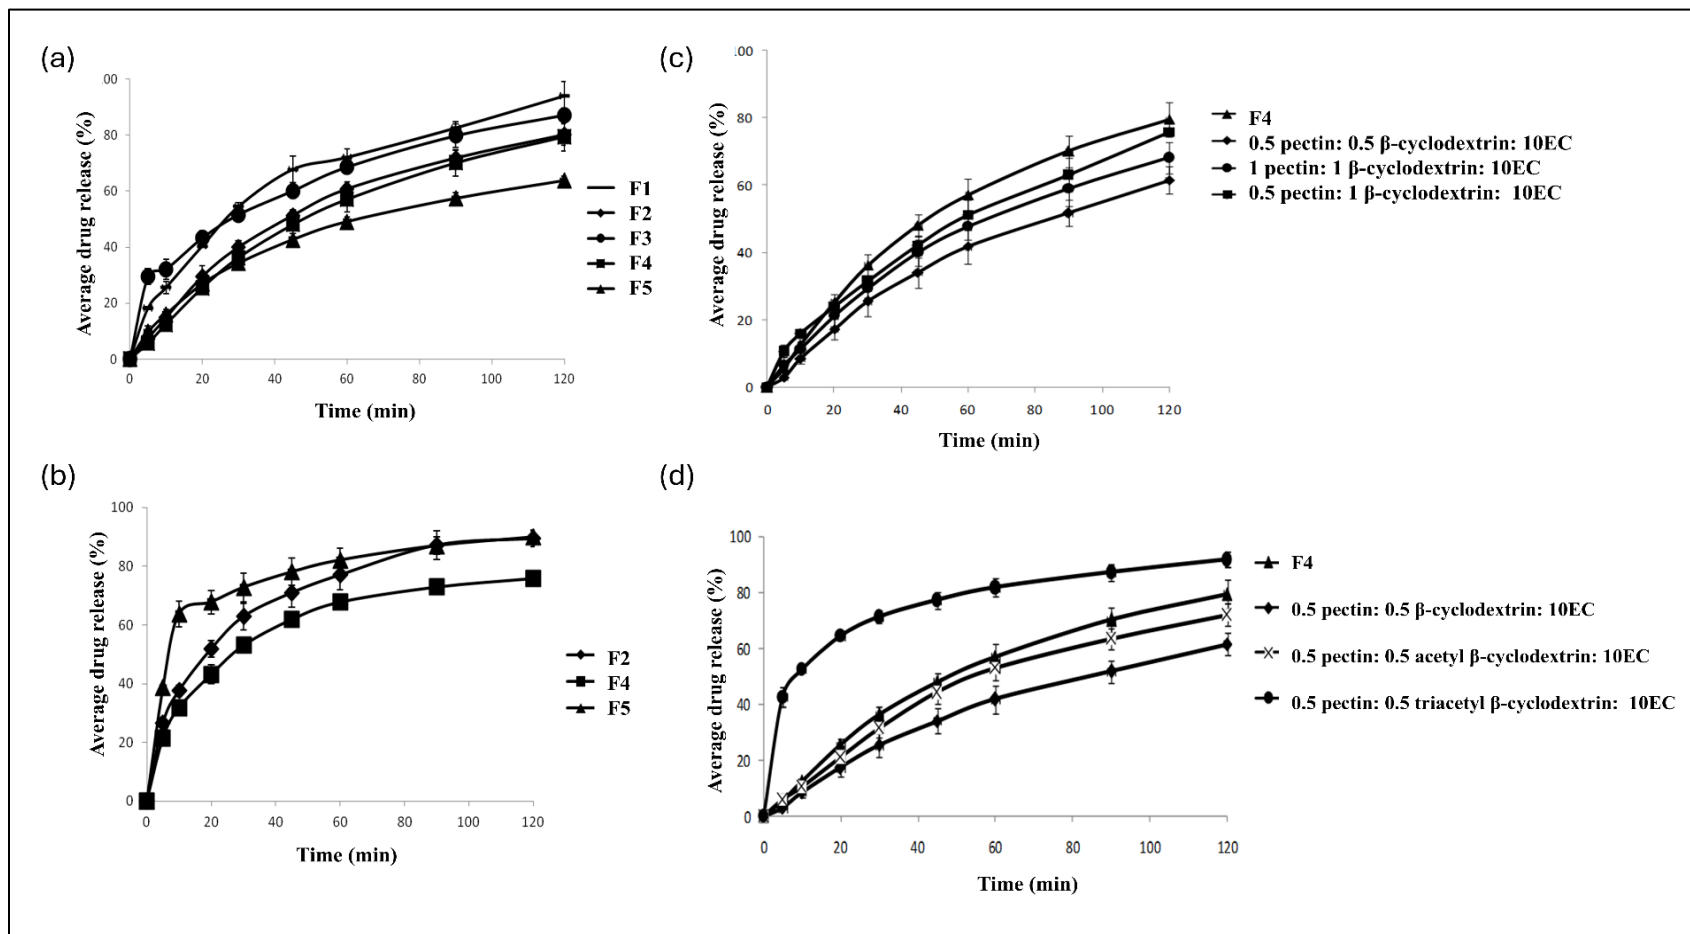 (a)
00
80
60
40
20
0
0 20 40 60 80 100 120
Average drug release (%)
Time (min)
F1
F2
F3
F4
F5
(c)
.00
80
60
40
20
0
0 20 40 60 80 100 120
Average drug release (%)
Time (min)
F4
0.5 pectin: 0.5 β-cyclodextrin: 10EC
1 pectin: 1 β-cyclodextrin: 10EC
0.5 pectin: 1 β-cyclodextrin: 10EC
(b)
100
80
60
40
20
0
0 20 40 60 80 100 120
Average drug release (%)
Time (min)
F2
F4
F5
(d)
100
80
60
40
20
0
0 20 40 60 80 100 120
Average drug release (%)
Time (min)
F4
0.5 pectin: 0.5 β-cyclodextrin: 10EC
0.5 pectin: 0.5 acetyl β-cyclodextrin: 10EC
0.5 pectin: 0.5 triacetyl β-cyclodextrin: 10EC